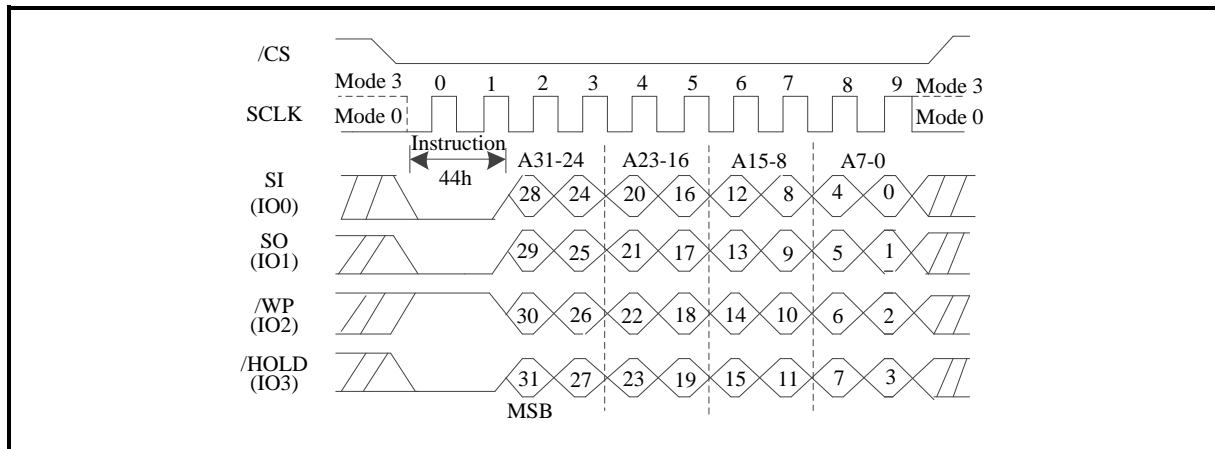 /CS
Mode 3 0 1 2 3 4 5 6 7 8 9 Mode 3
SCLK Mode 0 Mode 0
Instruction A31-24 A23-16 A15-8 A7-0
44h
SI
(IO0)
28 24 20 16 12 8 4 0
SO
(IO1)
29 25 21 17 13 9 5 1
/WP
(IO2)
30 26 22 18 14 10 6 2
/HOLD
(IO3)
31 27 23 19 15 11 7 3
MSB